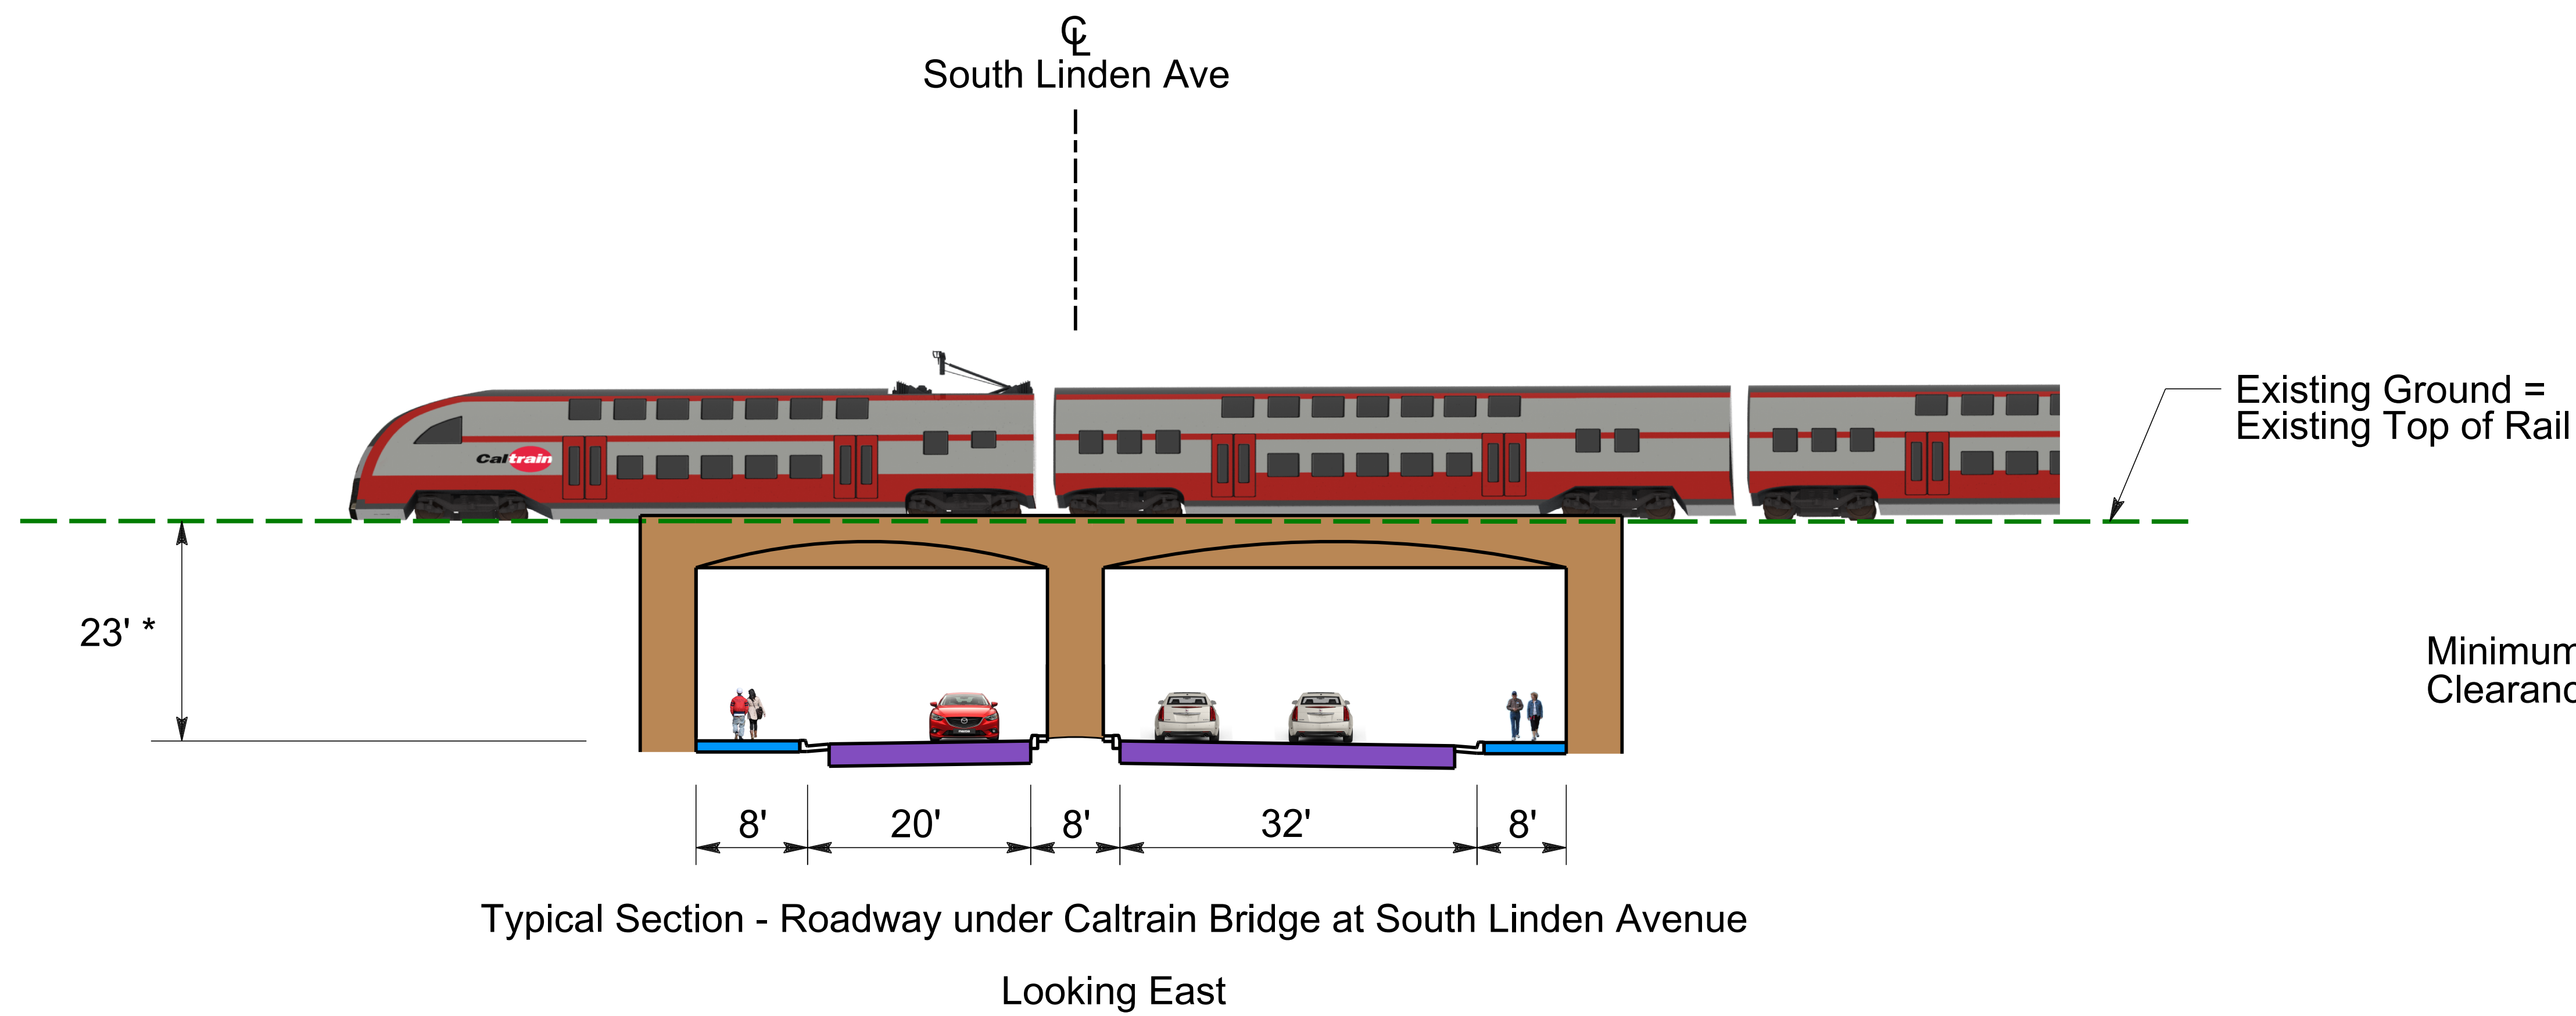 ℄
South Linden Ave
Caltrain
Existing Ground =
Existing Top of Rail
23' *
Minimum
8'
20'
8'
32'
8'
Typical Section - Roadway under Caltrain Bridge at South Linden Avenue
Looking East